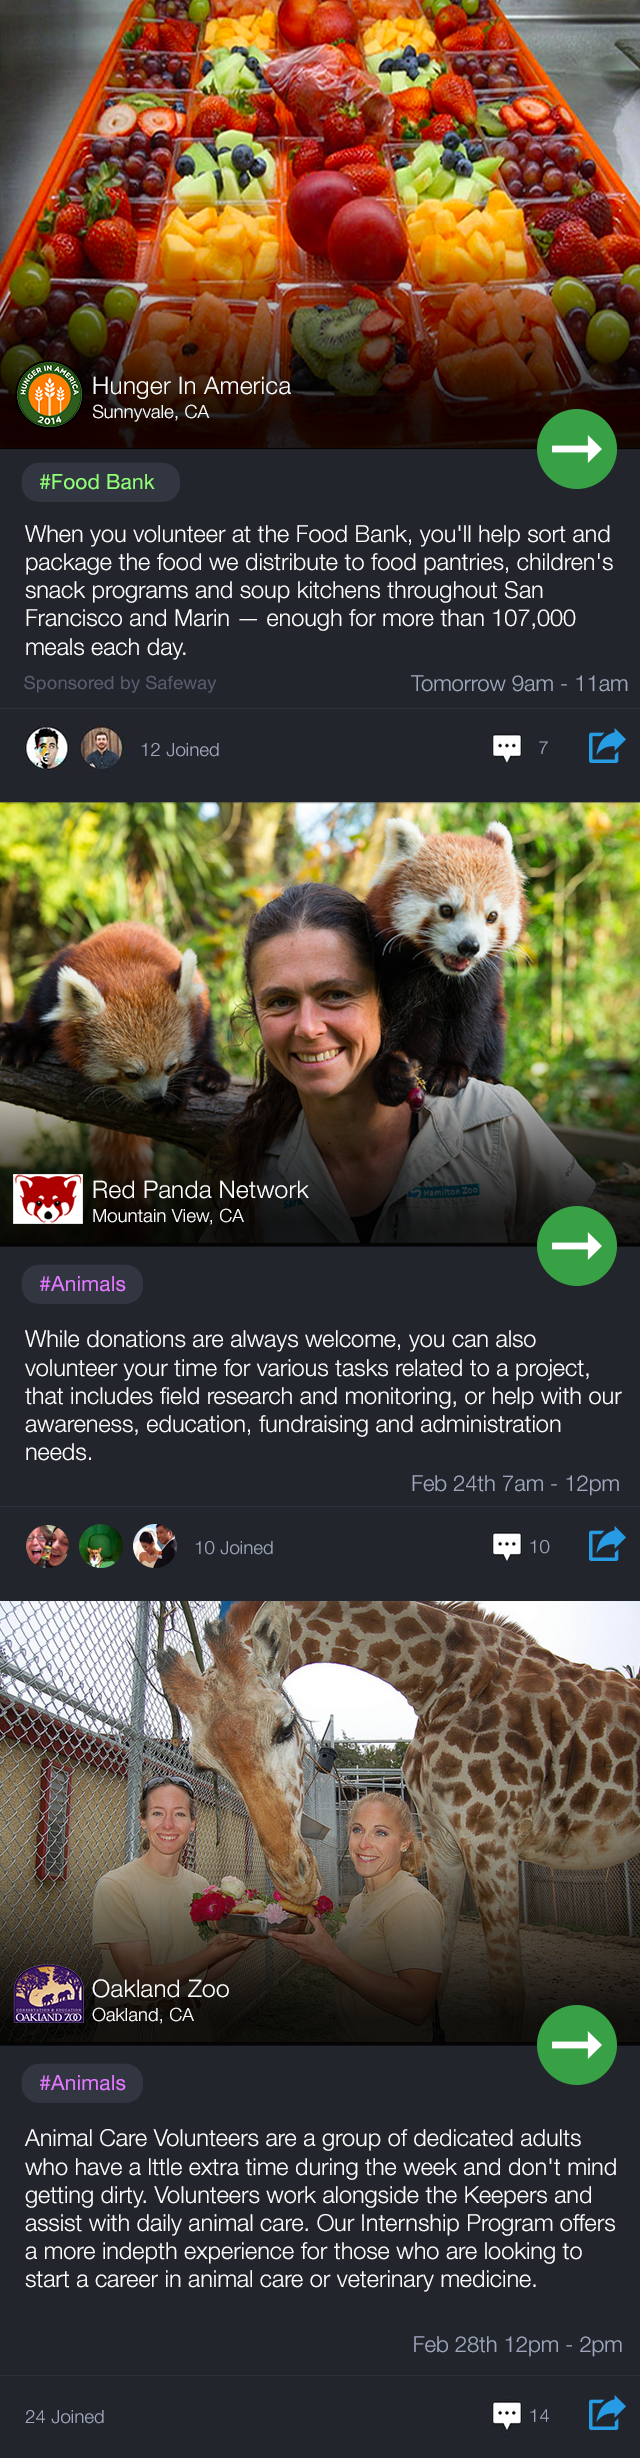 HUNGER IN AMERICA
2014
Hunger In America
Sunnyvale, CA
#Food Bank
When you volunteer at the Food Bank, you'll help sort and
package the food we distribute to food pantries, children's
snack programs and soup kitchens throughout San
Francisco and Marin — enough for more than 107,000
meals each day.
Sponsored by Safeway
Tomorrow 9am - 11am
12 Joined
7
Hamilton Zoo
Red Panda Network
Mountain View, CA
#Animals
While donations are always welcome, you can also
volunteer your time for various tasks related to a project,
that includes field research and monitoring, or help with our
awareness, education, fundraising and administration
needs.
Feb 24th 7am - 12pm
10 Joined
10
CONSERVATION & EDUCATION
OAKLAND ZOO
Oakland Zoo
Oakland, CA
#Animals
Animal Care Volunteers are a group of dedicated adults
who have a lttle extra time during the week and don't mind
getting dirty. Volunteers work alongside the Keepers and
assist with daily animal care. Our Internship Program offers
a more indepth experience for those who are looking to
start a career in animal care or veterinary medicine.
Feb 28th 12pm - 2pm
24 Joined
14